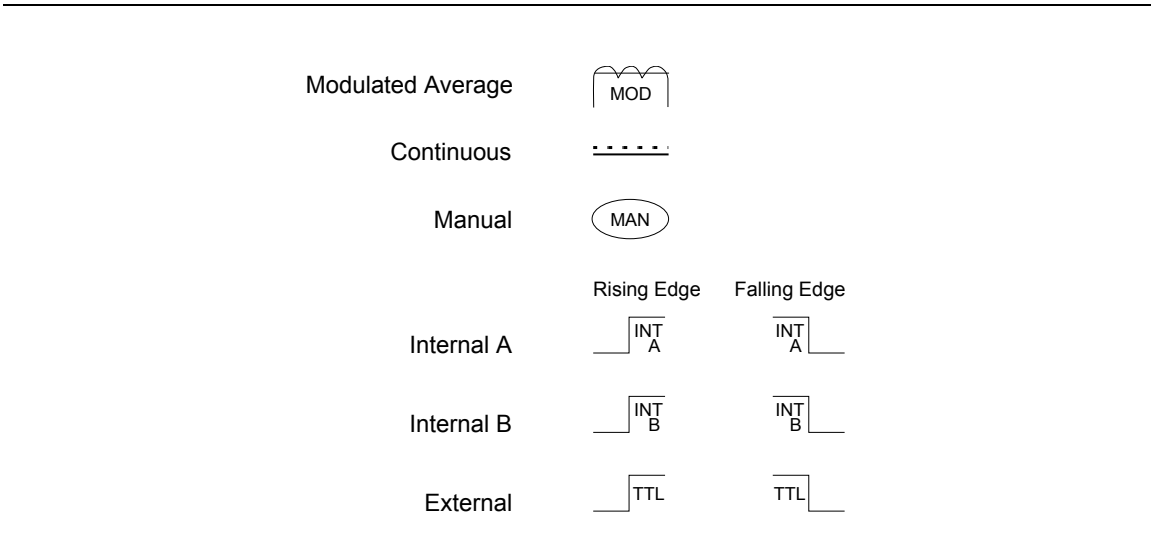 Modulated Average MOD
Continuous
Manual MAN
Rising Edge Falling Edge
Internal A INT A INT A
Internal B INT B INT B
External TTL TTL